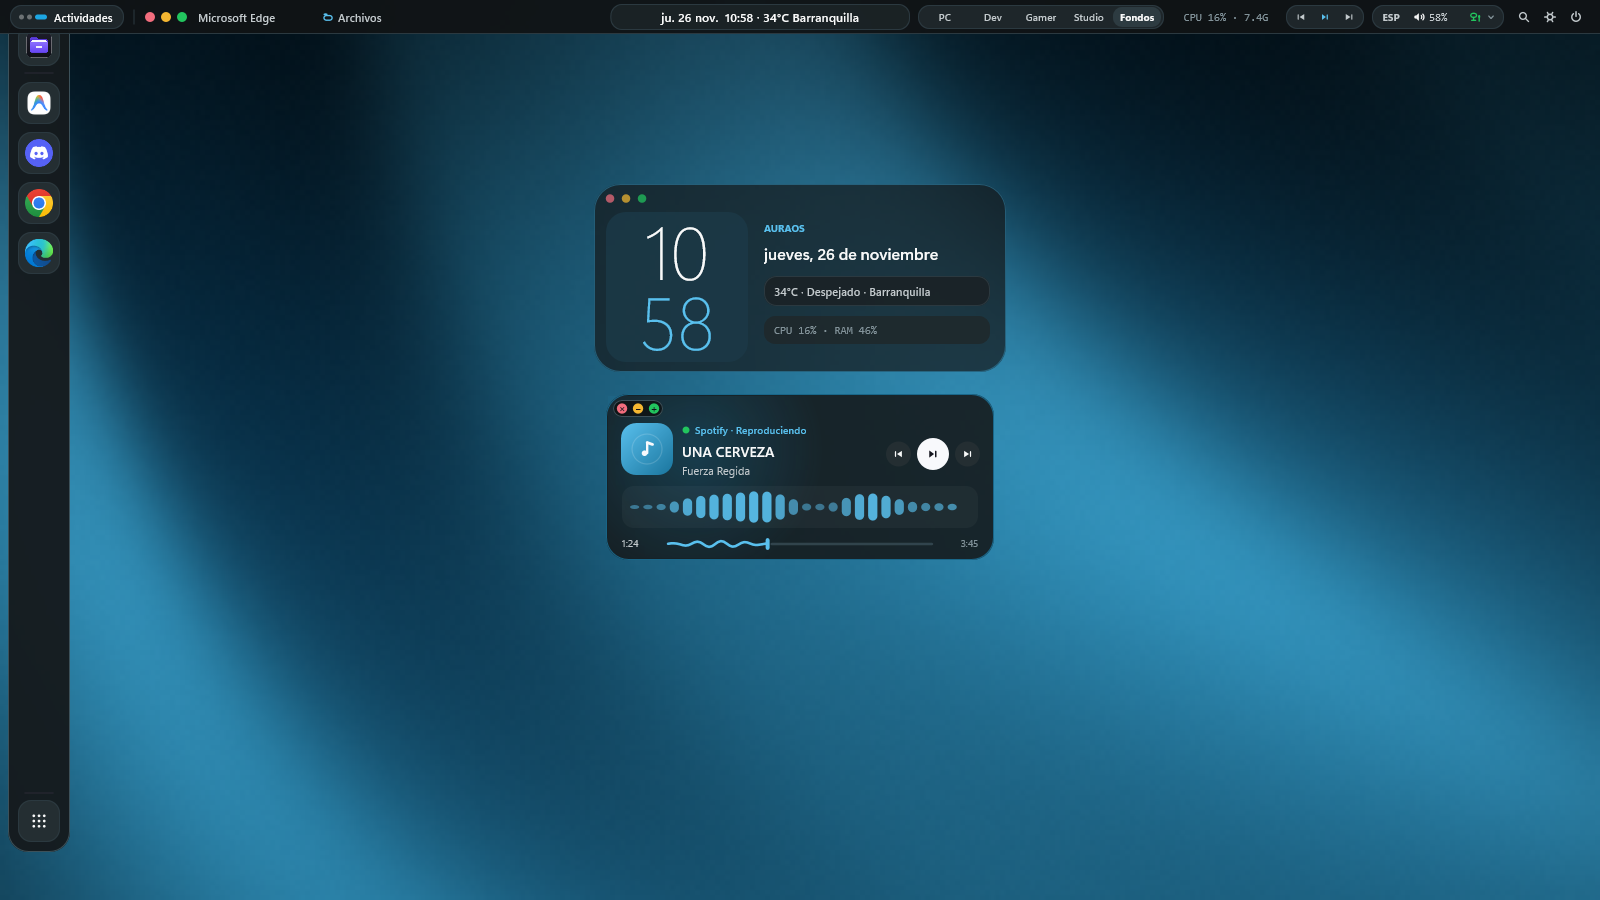 Actividades
Microsoft Edge
Archivos
ju. 26 nov. 10:58 · 34°C Barranquilla
PC Dev Gamer Studio Fondos
CPU 16% · 7.4G
ESP 58%
10
58
AURAOS
jueves, 26 de noviembre
34°C · Despejado · Barranquilla
CPU 16% · RAM 46%
Spotify · Reproduciendo
UNA CERVEZA
Fuerza Regida
1:24
3:45